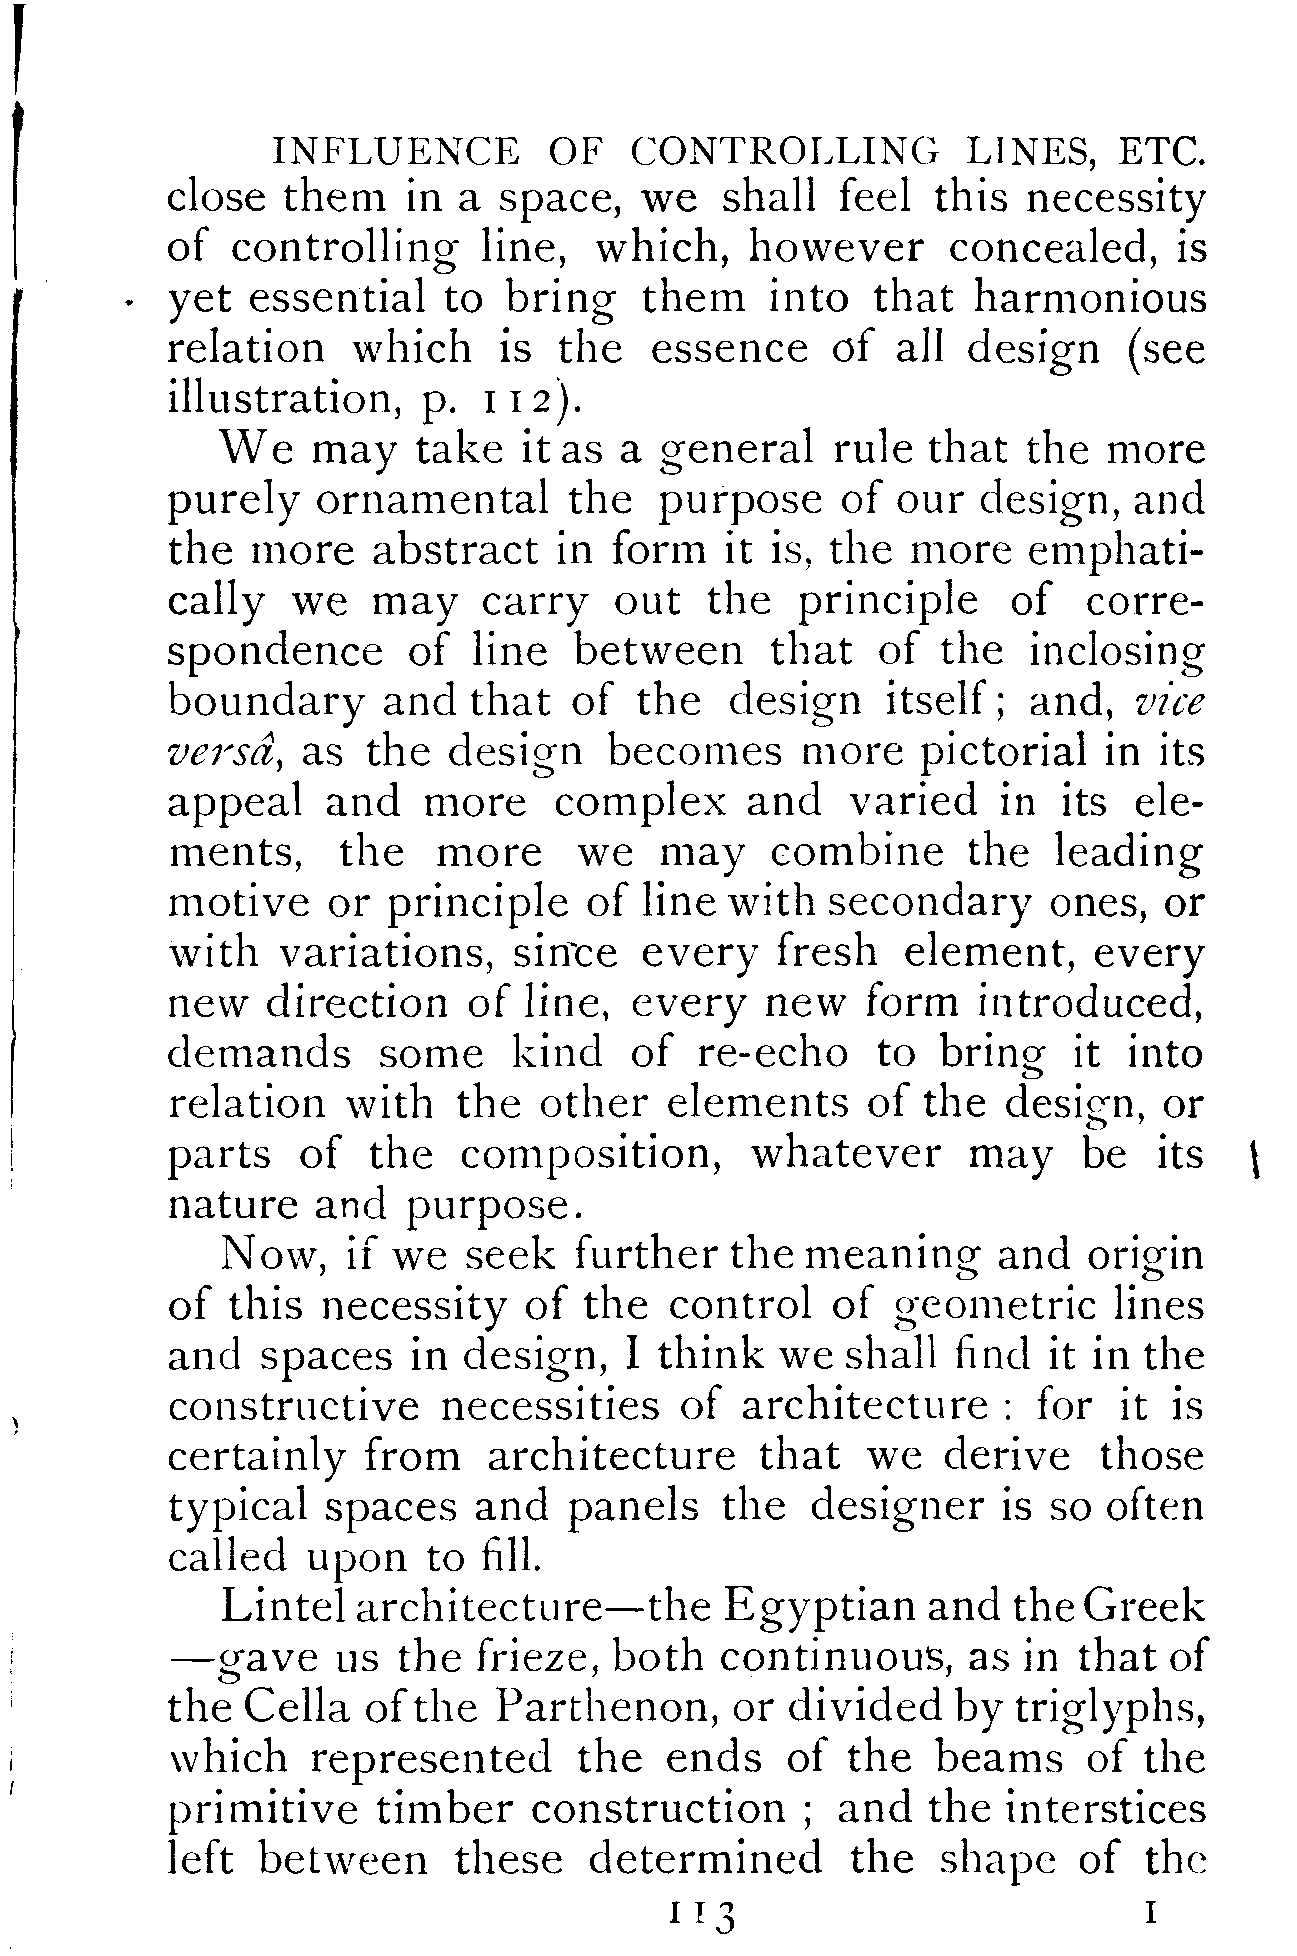 INFLUENCE OF CONTROLLING LINES, ETC.
close them in a space, we shall feel this necessity
of controlling line, which, however concealed, is
yet essential to bring them into that harmonious
relation which is the essence of all design (see
illustration, p. 112).
We may take it as a general rule that the more
purely ornamental the purpose of our design, and
the more abstract in form it is, the more emphati-
cally we may carry out the principle of corre-
spondence of line between that of the inclosing
boundary and that of the design itself; and, vice
versâ, as the design becomes more pictorial in its
appeal and more complex and varied in its ele-
ments, the more we may combine the leading
motive or principle of line with secondary ones, or
with variations, since every fresh element, every
new direction of line, every new form introduced,
demands some kind of re-echo to bring it into
relation with the other elements of the design, or
parts of the composition, whatever may be its
nature and purpose.
Now, if we seek further the meaning and origin
of this necessity of the control of geometric lines
and spaces in design, I think we shall find it in the
constructive necessities of architecture: for it is
certainly from architecture that we derive those
typical spaces and panels the designer is so often
called upon to fill.
Lintel architecture—the Egyptian and the Greek
—gave us the frieze, both continuous, as in that of
the Cella of the Parthenon, or divided by triglyphs,
which represented the ends of the beams of the
primitive timber construction; and the interstices
left between these determined the shape of the
113 I